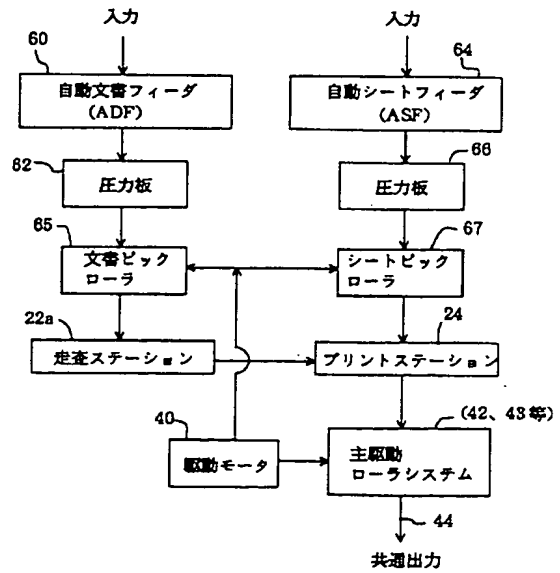 入力
入力
60
64
自動文書フィーダ
(ADF)
自動シートフィーダ
(ASF)
62
66
圧力板
圧力板
65
67
文書ピック
ローラ
シートピック
ローラ
22a
24
走査ステーション
プリントステーション
(42、43等)
40
駆動モータ
主駆動
ローラシステム
44
共通出力